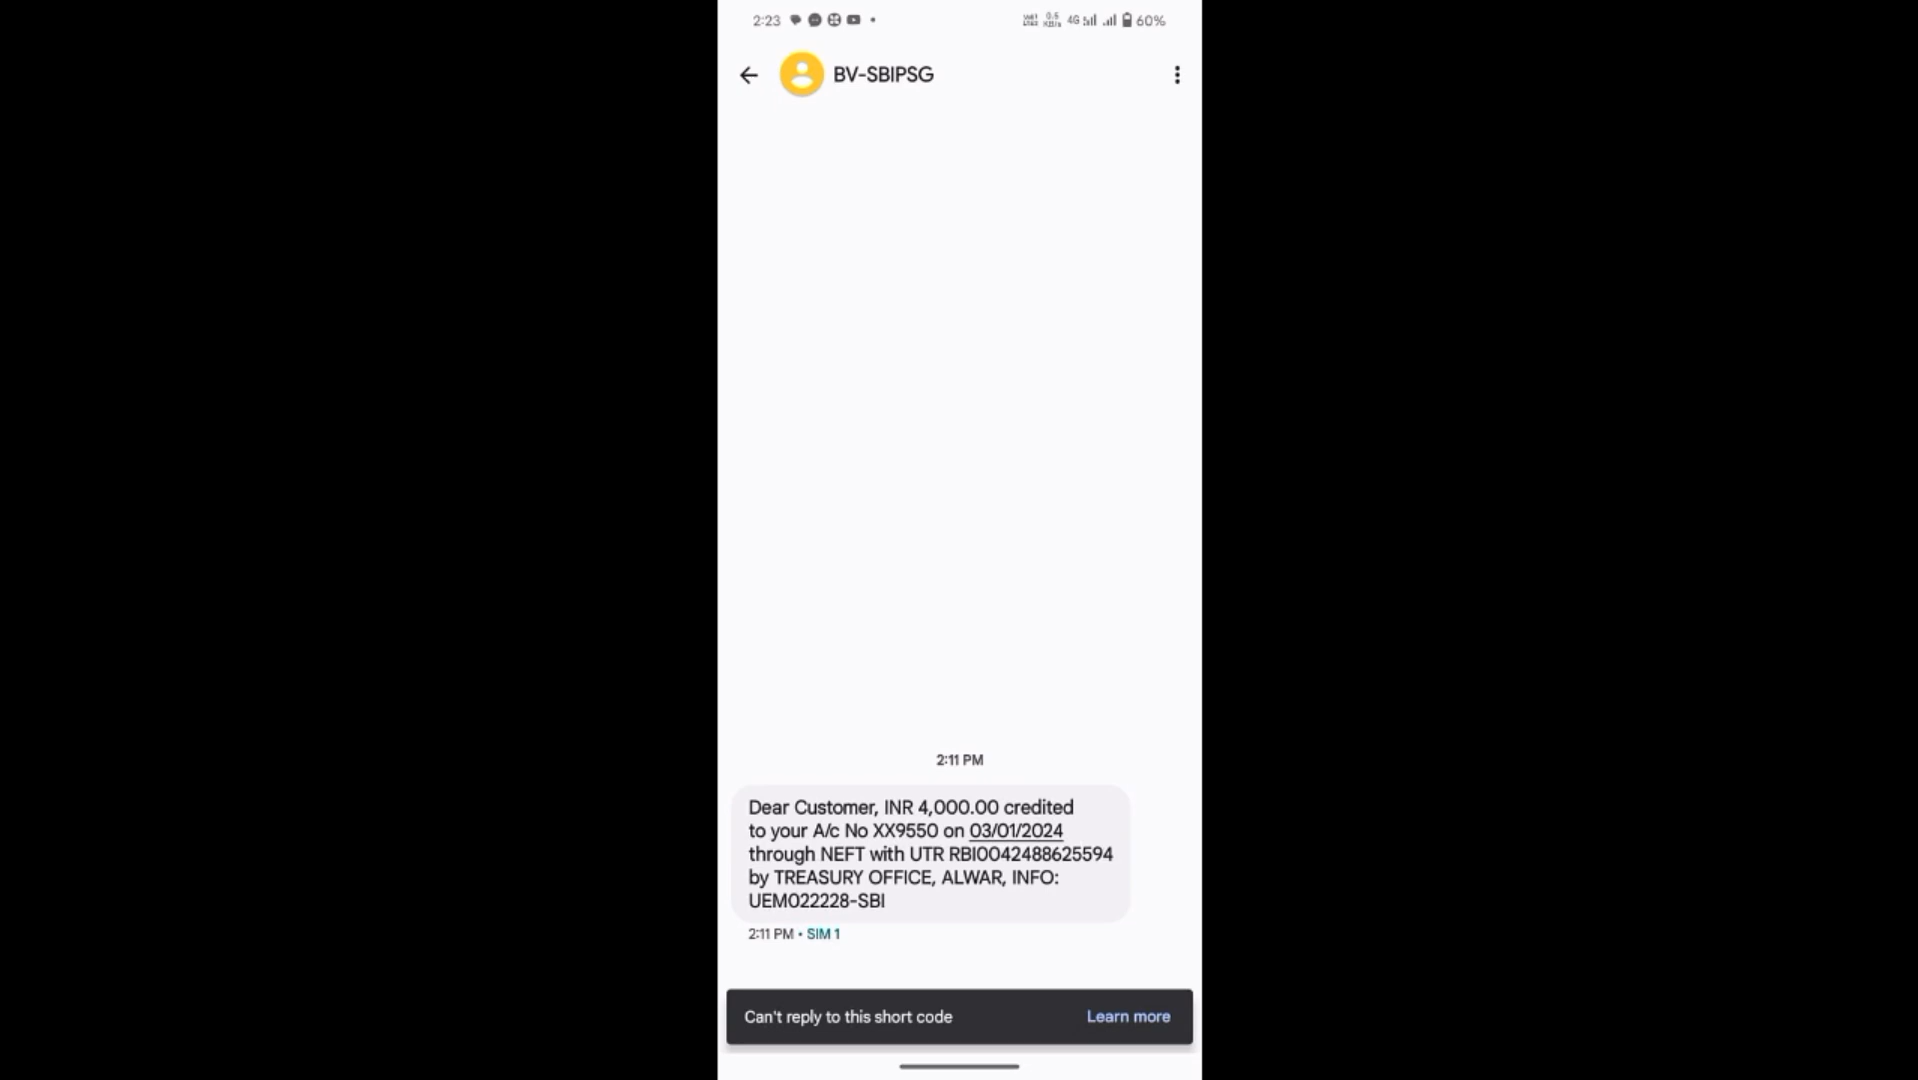 2:23
4G
60%
BV-SBIPSG
2:11 PM
Dear Customer, INR 4,000.00 credited
to your A/c No XX9550 on 03/01/2024
through NEFT with UTR RBI0042488625594
by TREASURY OFFICE, ALWAR, INFO:
UEM022228-SBI
2:11 PM • SIM 1
Can't reply to this short code
Learn more